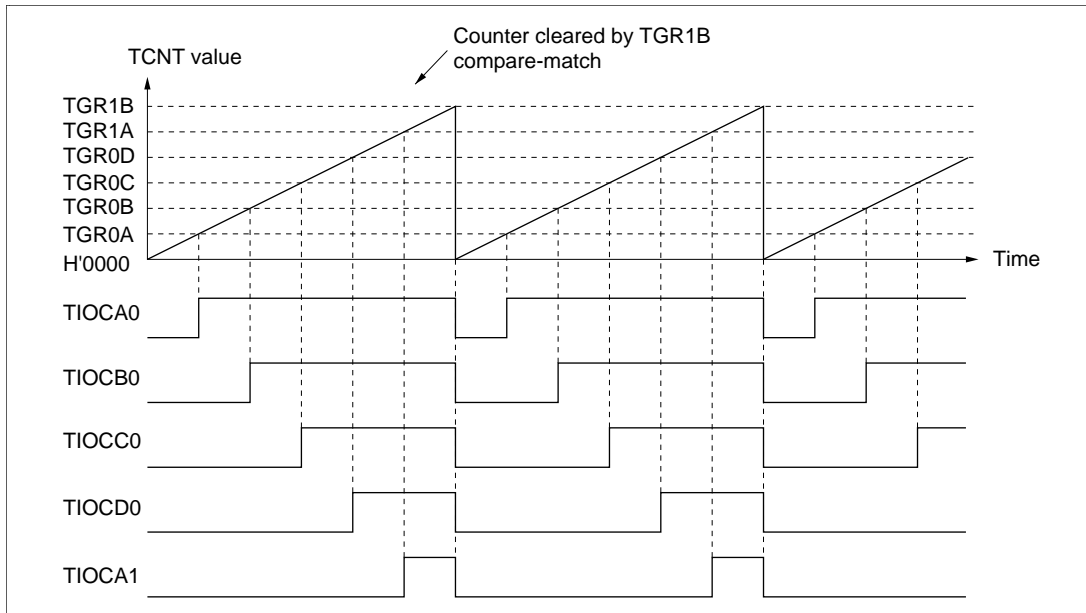 Counter cleared by TGR1B
compare-match
TCNT value
TGR1B
TGR1A
TGR0D
TGR0C
TGR0B
TGR0A
H'0000
Time
TIOCA0
TIOCB0
TIOCC0
TIOCD0
TIOCA1